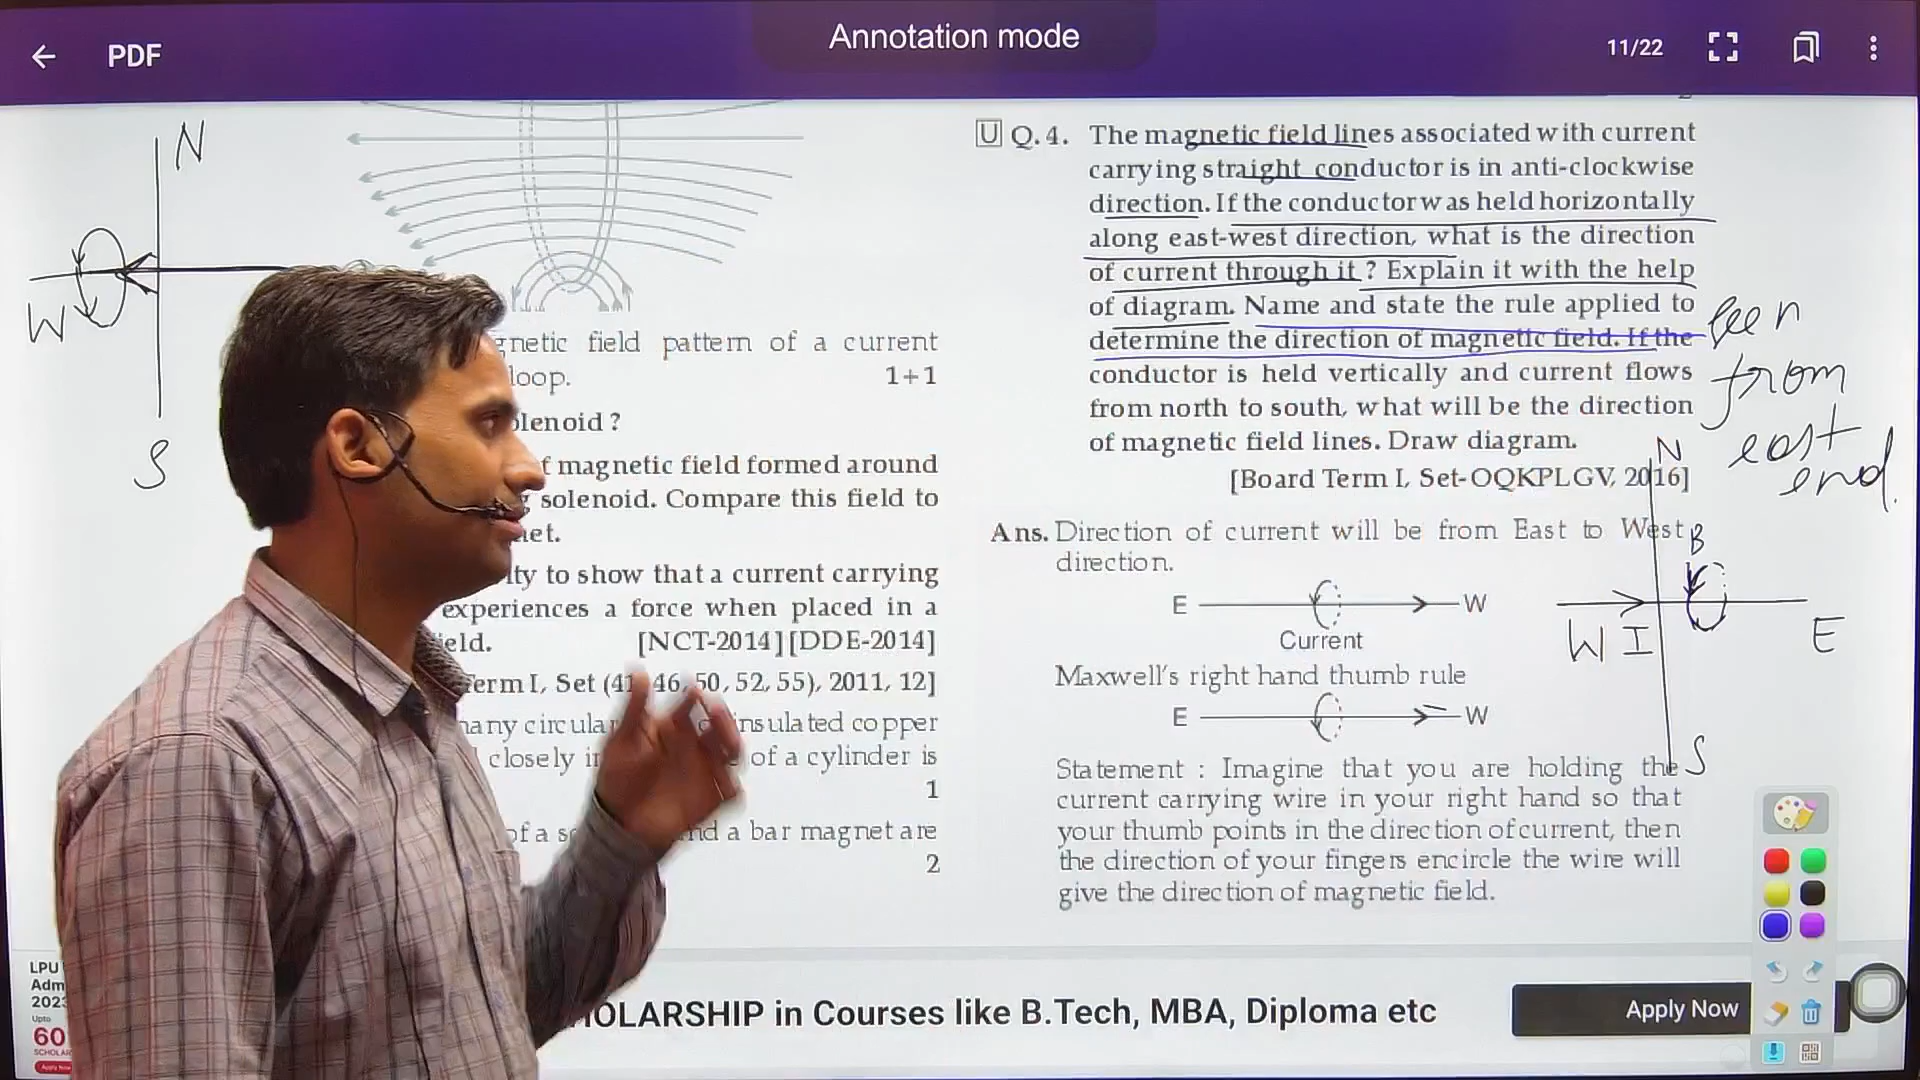 Annotation mode
PDF
11/22
N
W
S
gnetic field pattern of a current
loop. 1+1
olenoid ?
f magnetic field formed around
solenoid. Compare this field to
net.
ity to show that a current carrying
experiences a force when placed in a
ield. [NCT-2014][DDE-2014]
Term I, Set (41, 46, 50, 52, 55), 2011, 12]
many circular insulated copper
closely in of a cylinder is
1
of a so nd a bar magnet are
2
U Q. 4. The magnetic field lines associated with current
carrying straight conductor is in anti-clockwise
direction. If the conductor was held horizontally
along east-west direction, what is the direction
of current through it ? Explain it with the help
of diagram. Name and state the rule applied to
determine the direction of magnetic field. If the
conductor is held vertically and current flows
from north to south, what will be the direction
of magnetic field lines. Draw diagram.
[Board Term I, Set-OQKPLGV, 2016]
from
east
end.
Ans. Direction of current will be from East to West
direction.
E W
Current
Maxwell's right hand thumb rule
E W
Statement : Imagine that you are holding the
current carrying wire in your right hand so that
your thumb points in the direction of current, then
the direction of your fingers encircle the wire will
give the direction of magnetic field.
N
B
W I E
S
LPU
Adm
2023
Upto
60
SCHOLAR
Apply Now
HOLARSHIP in Courses like B.Tech, MBA, Diploma etc
Apply Now